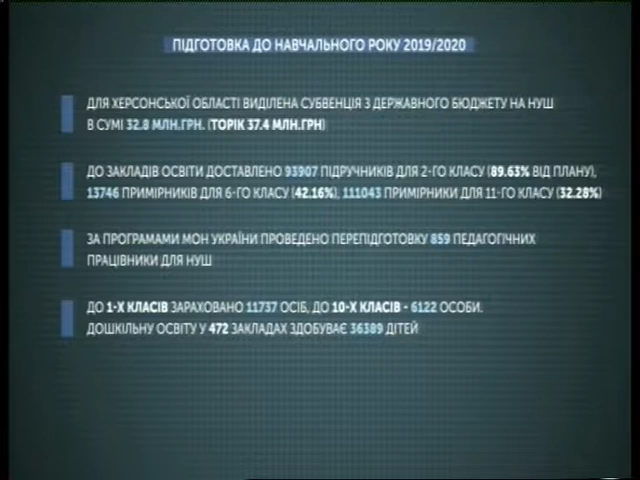 ПІДГОТОВКА ДО НАВЧАЛЬНОГО РОКУ 2019/2020
ДЛЯ ХЕРСОНСЬКОЇ ОБЛАСТІ ВИДІЛЕНА СУБВЕНЦІЯ З ДЕРЖАВНОГО БЮДЖЕТУ НА НУШ
В СУМІ 32.8 МЛН.ГРН. (ТОРІК 37.4 МЛН.ГРН)
ДО ЗАКЛАДІВ ОСВІТИ ДОСТАВЛЕНО 93907 ПІДРУЧНИКІВ ДЛЯ 2-ГО КЛАСУ (89.63% ВІД ПЛАНУ),
13746 ПРИМІРНИКІВ ДЛЯ 6-ГО КЛАСУ (42.16%), 111043 ПРИМІРНИКИ ДЛЯ 11-ГО КЛАСУ (32.28%)
ЗА ПРОГРАМАМИ МОН УКРАЇНИ ПРОВЕДЕНО ПЕРЕПІДГОТОВКУ 859 ПЕДАГОГІЧНИХ
ПРАЦІВНИКИ ДЛЯ НУШ
ДО 1-Х КЛАСІВ ЗАРАХОВАНО 11737 ОСІБ, ДО 10-Х КЛАСІВ - 6122 ОСОБИ.
ДОШКІЛЬНУ ОСВІТУ У 472 ЗАКЛАДАХ ЗДОБУВАЄ 36389 ДІТЕЙ